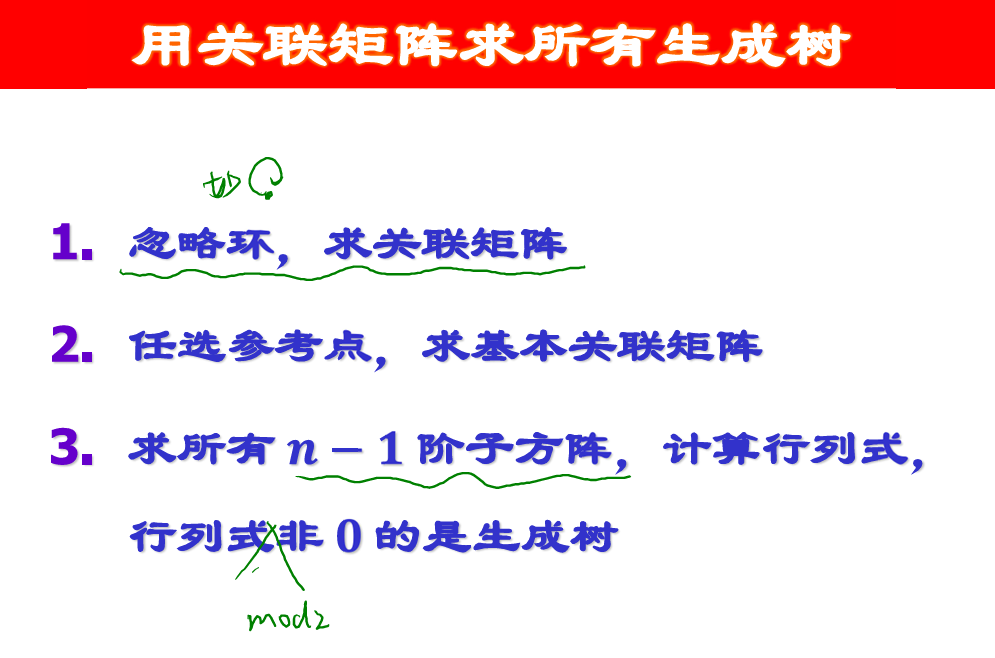 用关联矩阵求所有生成树
1. 忽略环，求关联矩阵
2. 任选参考点，求基本关联矩阵
3. 求所有 n − 1 阶子方阵，计算行列式，
行列式非 0 的是生成树
mod2